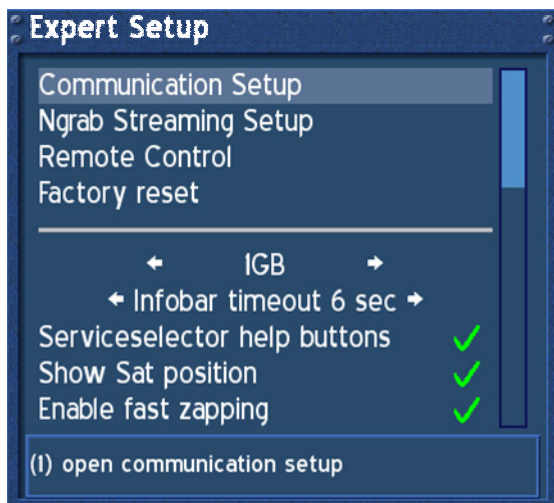 Expert Setup
Communication Setup
Ngrab Streaming Setup
Remote Control
Factory reset
1GB
Infobar timeout 6 sec
Serviceselector help buttons
Show Sat position
Enable fast zapping
(1) open communication setup